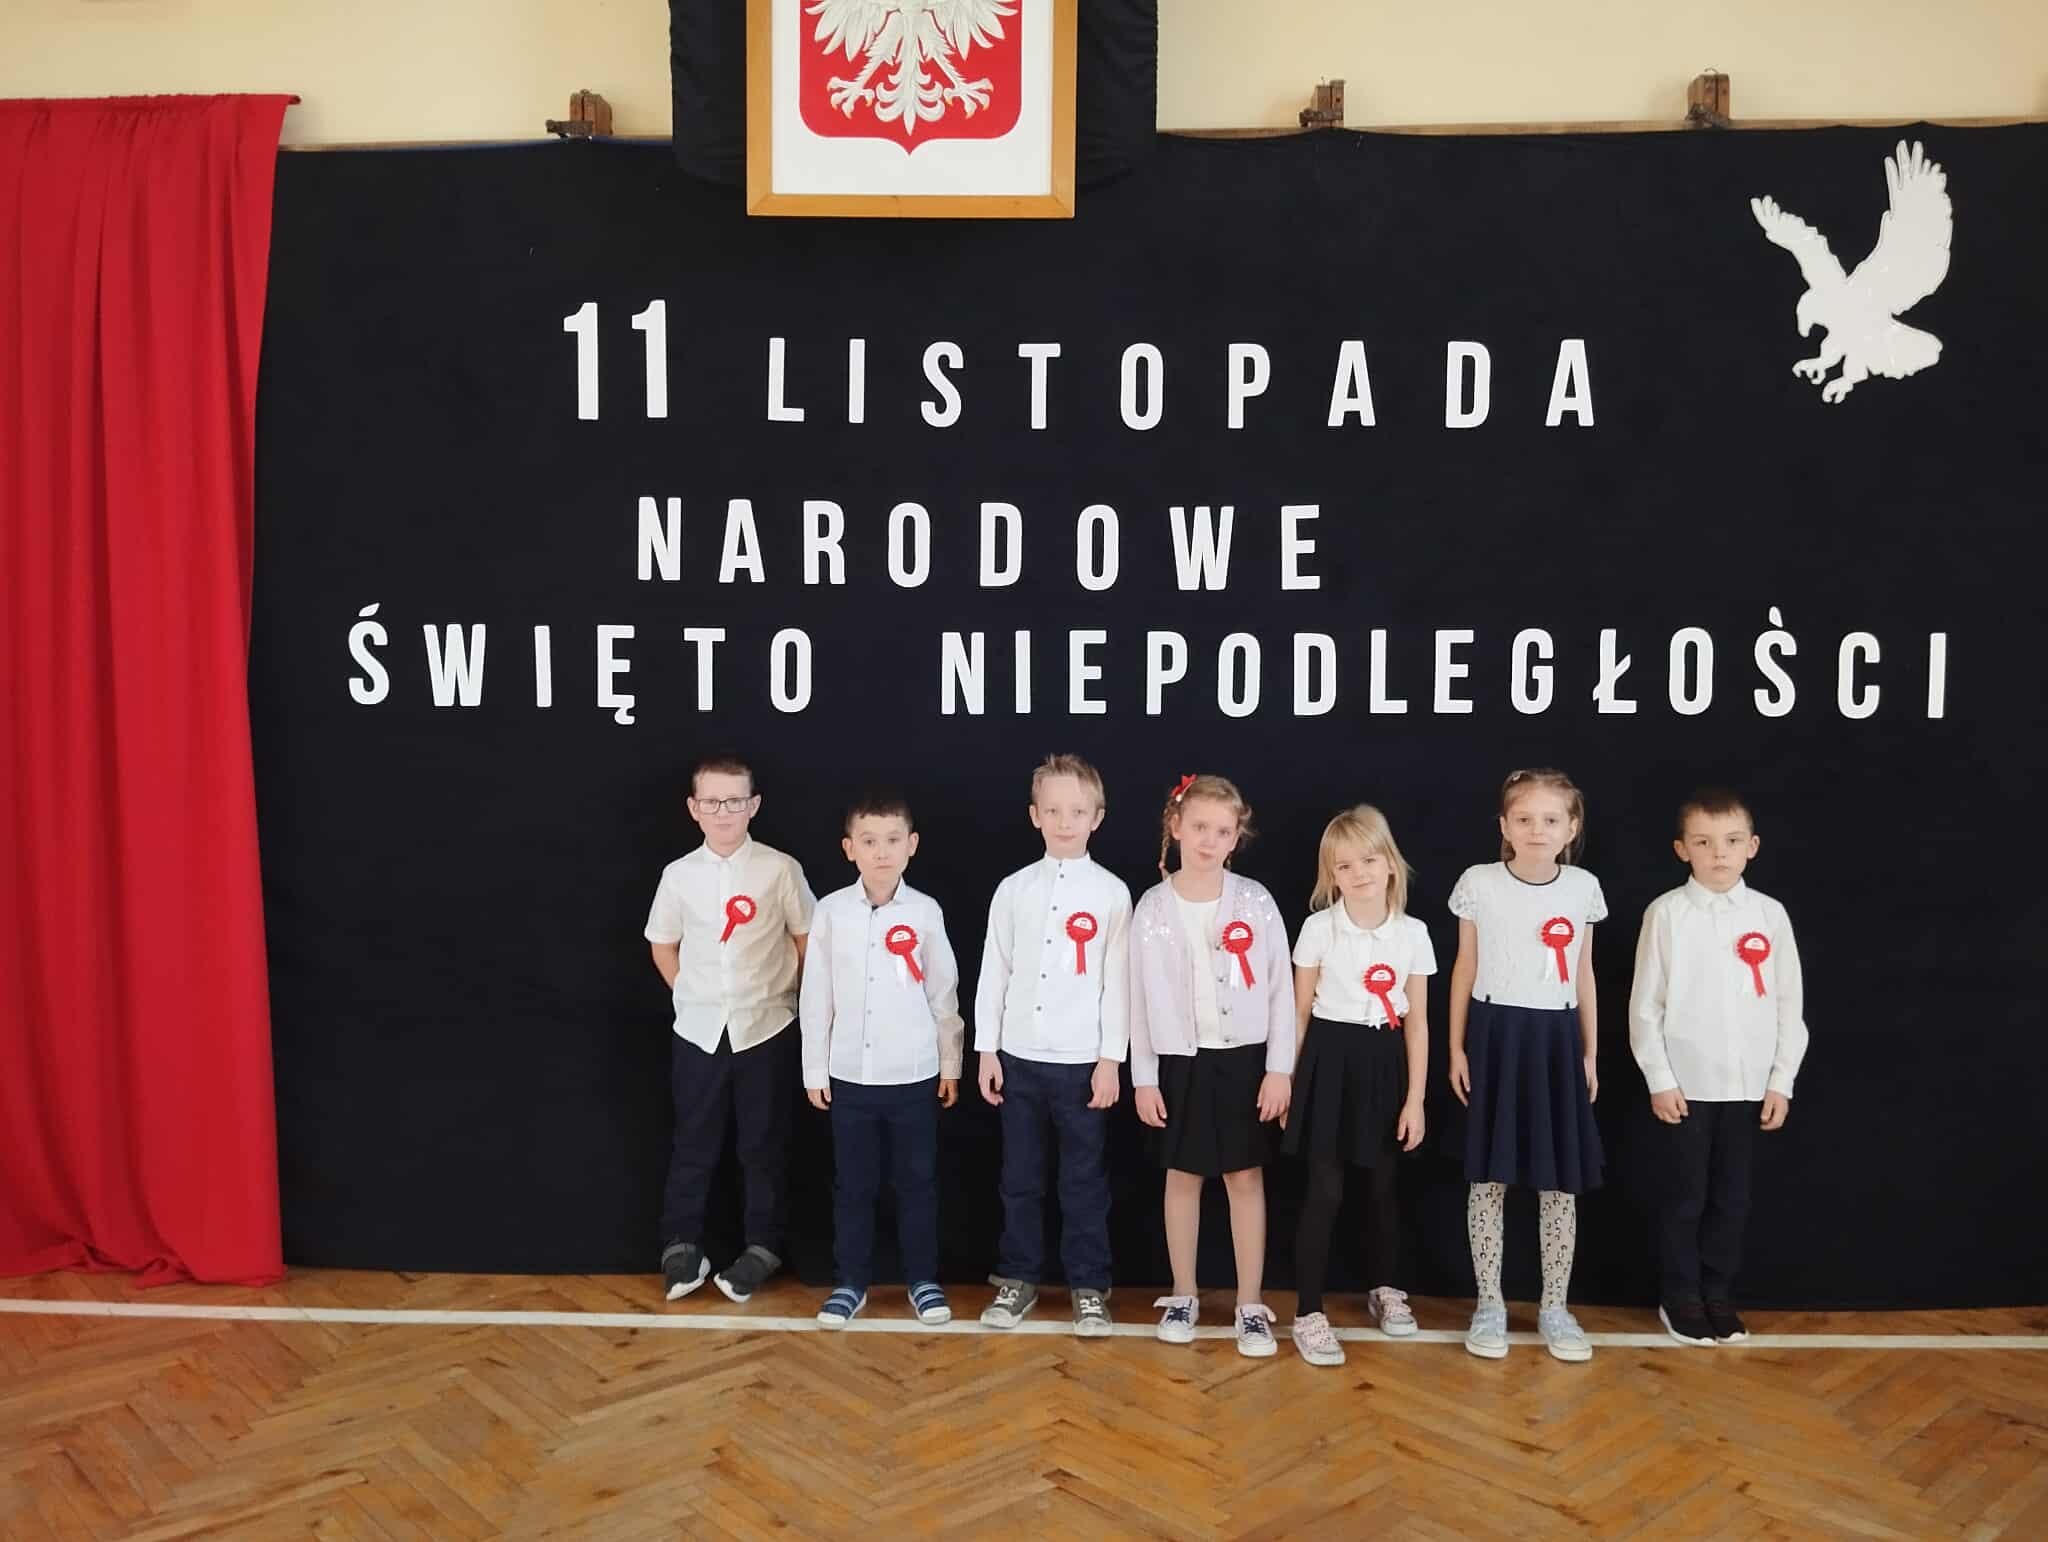 11 LISTOPADA
NARODOWE
ŚWIĘTO NIEPODLEGŁOŚCI